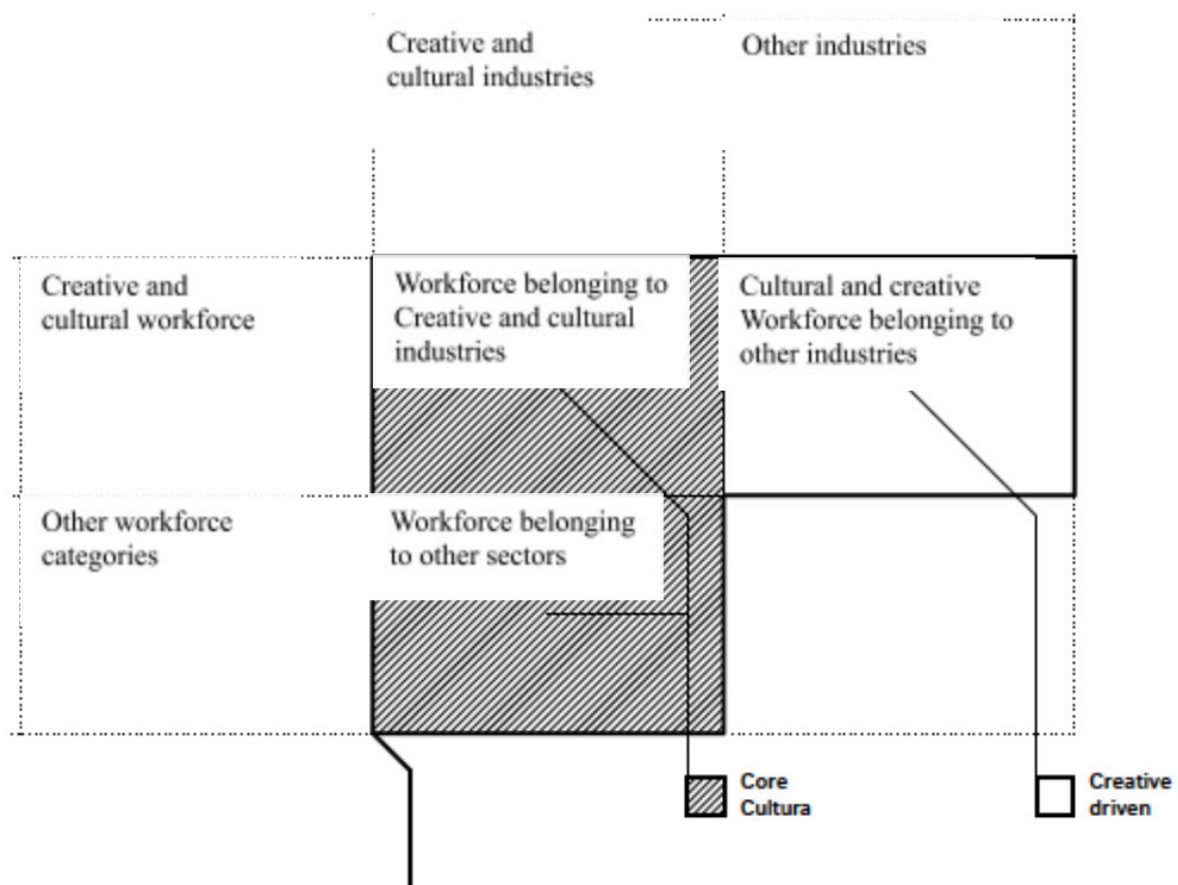 Creative and
cultural industries
Other industries
Creative and
cultural workforce
Workforce belonging to
Creative and cultural
industries
Cultural and creative
Workforce belonging to
other industries
Other workforce
categories
Workforce belonging
to other sectors
Core
Cultura
Creative
driven